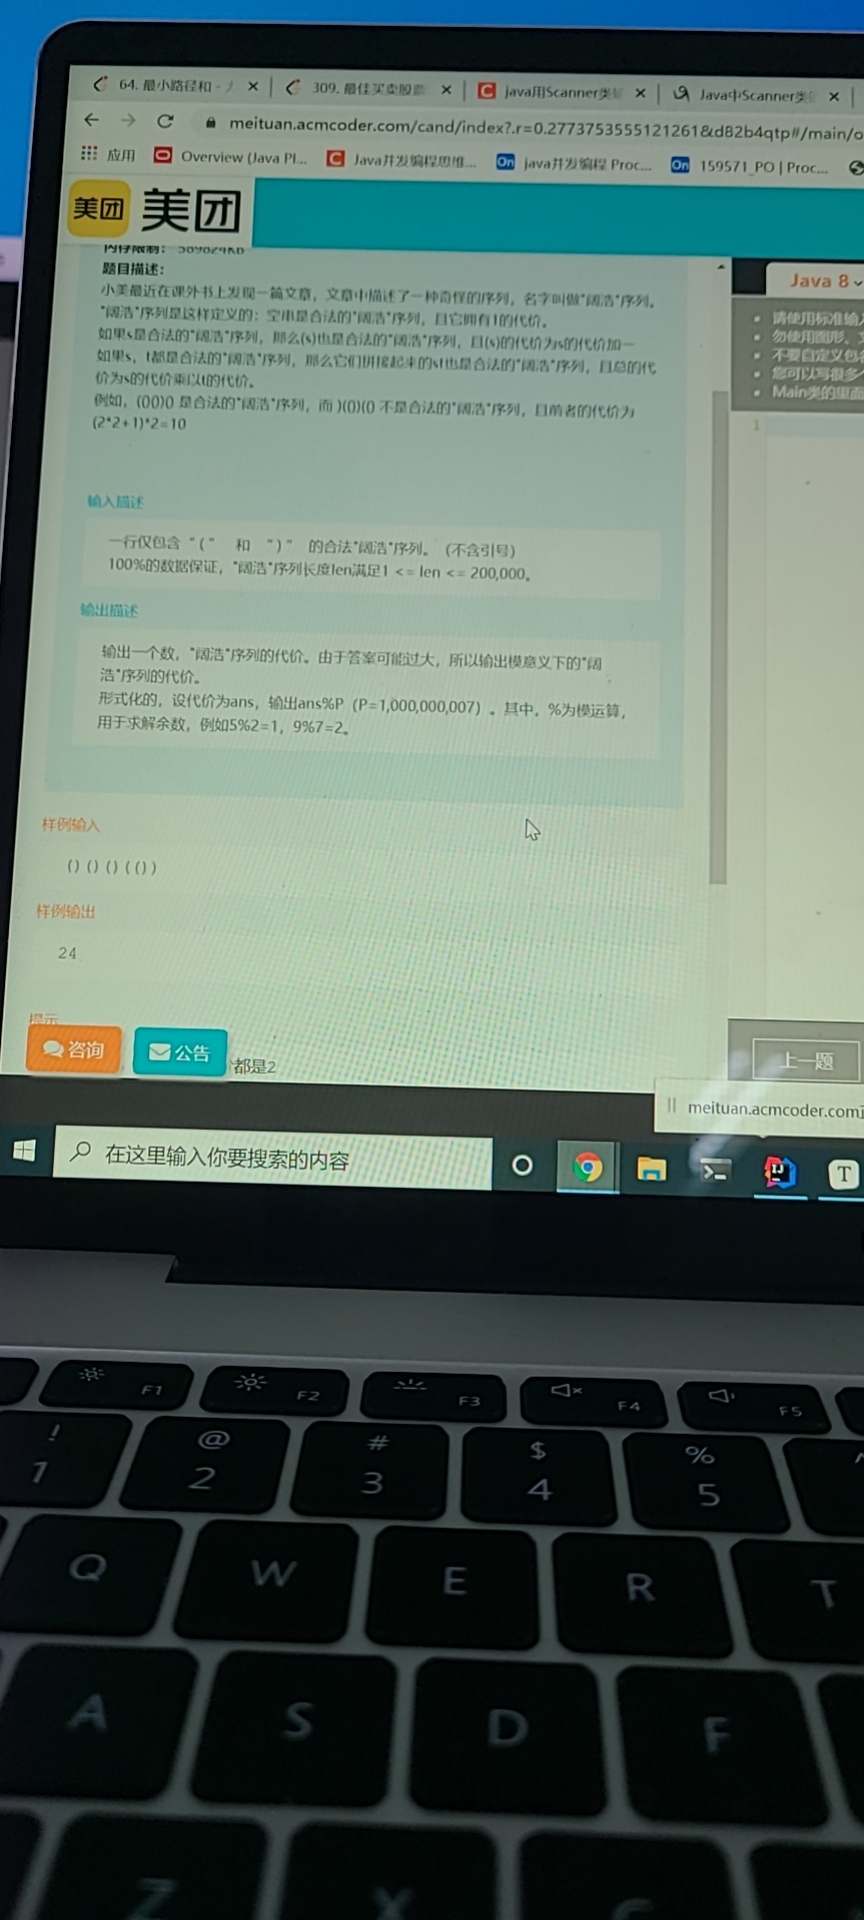 64. 最小路径和 -
309. 最佳买卖股票
java用Scanner类
Java中Scanner类
meituan.acmcoder.com/cand/index?.r=0.2773753555121261&d82b4qtp#/main/o
应用
Overview (Java Pl...
Java并发编程思维...
java并发编程 Proc...
159571_PO | Proc...
美团 美团
题目描述：
小美最近在课外书上发现一篇文章，文章中描述了一种奇怪的序列，名字叫做“阔浩”序列。
“阔浩”序列是这样定义的：空串是合法的“阔浩”序列，且它拥有1的代价。
如果s是合法的“阔浩”序列，那么(s)也是合法的“阔浩”序列，且(s)的代价为s的代价加一
如果s，t都是合法的“阔浩”序列，那么它们拼接起来的st也是合法的“阔浩”序列，且总的代
价为s的代价乘以t的代价。
例如，(()())() 是合法的“阔浩”序列，而 )()()( 不是合法的“阔浩”序列，且前者的代价为
(2*2+1)*2=10
输入描述
一行仅包含 “(” 和 “)” 的合法“阔浩”序列。（不含引号）
100%的数据保证，“阔浩”序列长度len满足1 <= len <= 200,000。
输出描述
输出一个数，“阔浩”序列的代价。由于答案可能过大，所以输出模意义下的“阔
浩”序列的代价。
形式化的，设代价为ans，输出ans%P（P=1,000,000,007）。其中，%为模运算，
用于求解余数，例如5%2=1，9%7=2。
样例输入
()()()(())
样例输出
24
提示
都是2
咨询
公告
Java 8
请使用标准输入
勿使用图形、
不要自定义包
您可以写很多
Main类的里面
1
上一题
meituan.acmcoder.com
在这里输入你要搜索的内容
T
F1 F2 F3 F4 F5
! @ # $ %
1 2 3 4 5
Q W E R T
A S D F
Z X C